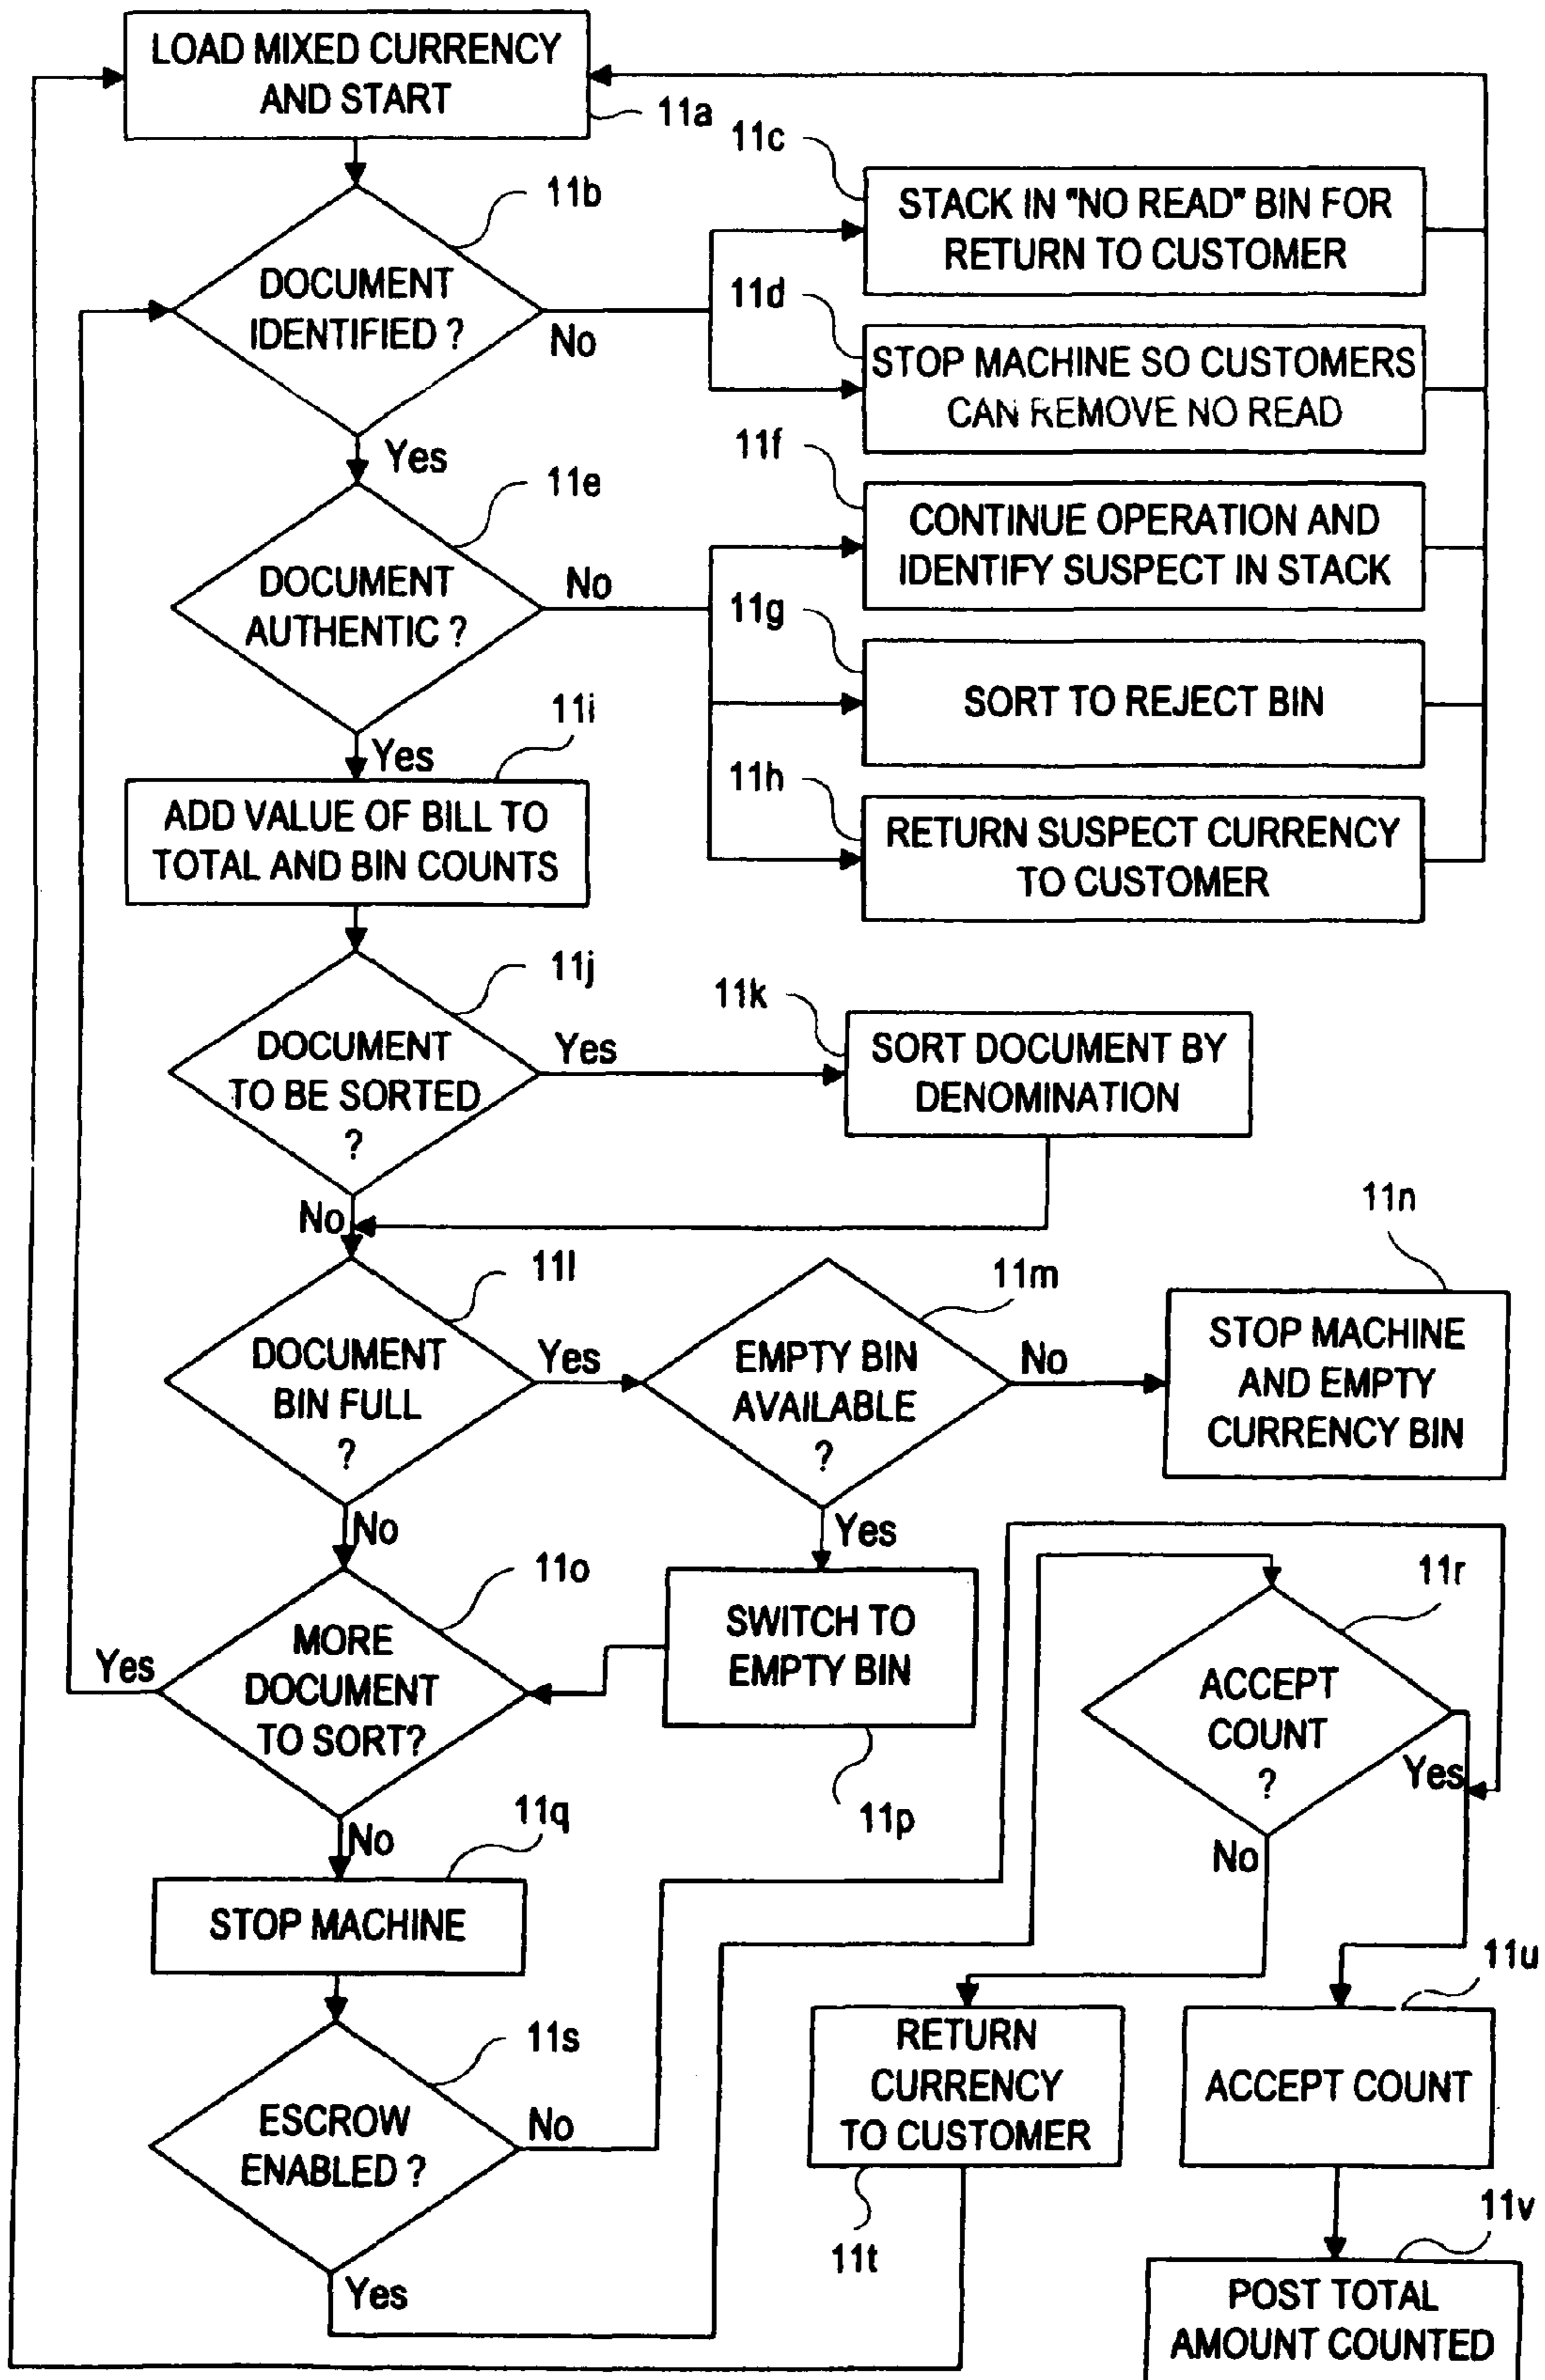 LOAD MIXED CURRENCY
AND START
11a
11b
DOCUMENT
IDENTIFIED ?
No
Yes
11c
STACK IN "NO READ" BIN FOR
RETURN TO CUSTOMER
11d
STOP MACHINE SO CUSTOMERS
CAN REMOVE NO READ
11e
DOCUMENT
AUTHENTIC ?
No
Yes
11f
CONTINUE OPERATION AND
IDENTIFY SUSPECT IN STACK
11g
SORT TO REJECT BIN
11h
RETURN SUSPECT CURRENCY
TO CUSTOMER
11i
ADD VALUE OF BILL TO
TOTAL AND BIN COUNTS
11j
DOCUMENT
TO BE SORTED
?
Yes
No
11k
SORT DOCUMENT BY
DENOMINATION
11l
DOCUMENT
BIN FULL
?
Yes
No
11m
EMPTY BIN
AVAILABLE
?
No
Yes
11n
STOP MACHINE
AND EMPTY
CURRENCY BIN
11o
MORE
DOCUMENT
TO SORT?
Yes
No
SWITCH TO
EMPTY BIN
11p
11r
ACCEPT
COUNT
?
Yes
No
11q
STOP MACHINE
11s
ESCROW
ENABLED ?
No
Yes
RETURN
CURRENCY
TO CUSTOMER
11t
11u
ACCEPT COUNT
11v
POST TOTAL
AMOUNT COUNTED